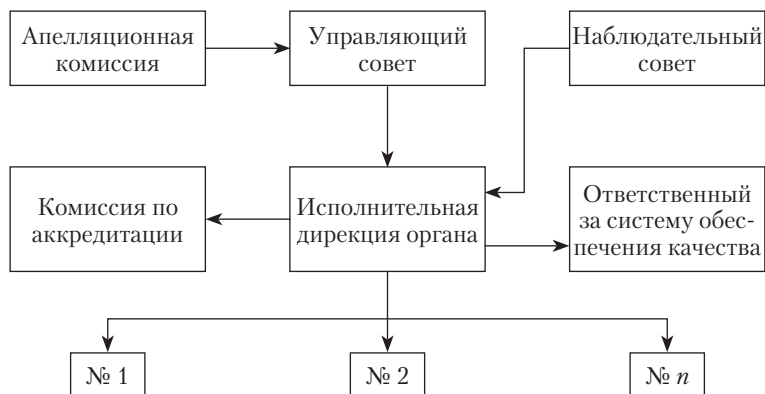 Апелляционная
комиссия
Управляющий
совет
Наблюдательный
совет
Комиссия по
аккредитации
Исполнительная
дирекция органа
Ответственный
за систему обес-
печения качества
№ 1
№ 2
№ n